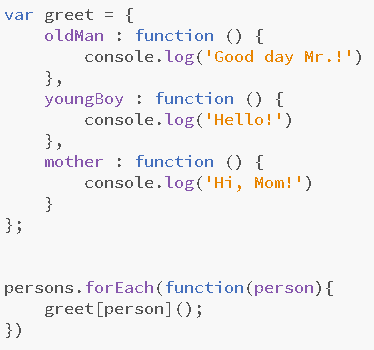 var greet = {
    oldMan : function () {
        console.log('Good day Mr.!')
    },
    youngBoy : function () {
        console.log('Hello!')
    },
    mother : function () {
        console.log('Hi, Mom!')
    }
};

persons.forEach(function(person){
    greet[person]();
})